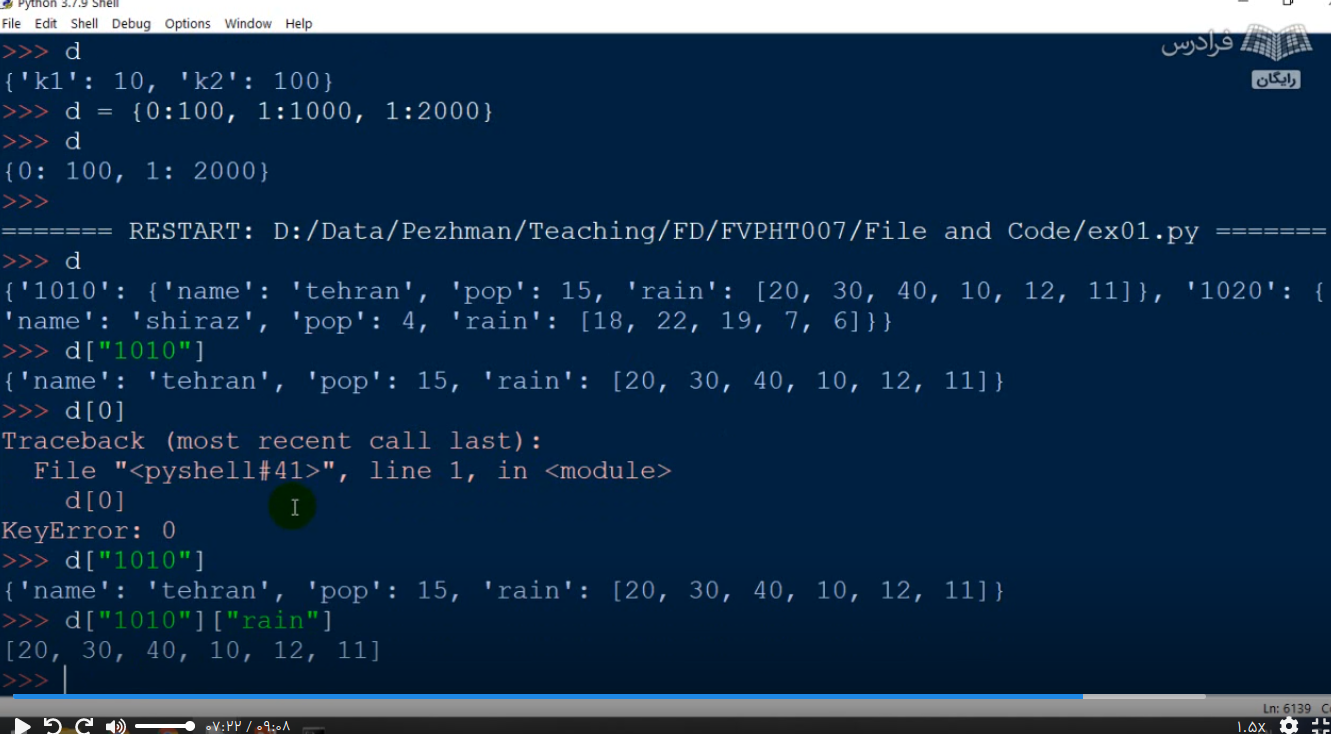 Python 3.7.9 Shell
File Edit Shell Debug Options Window Help
فرادرس
رایگان
>>> d
{'k1': 10, 'k2': 100}
>>> d = {0:100, 1:1000, 1:2000}
>>> d
{0: 100, 1: 2000}
>>>
======= RESTART: D:/Data/Pezhman/Teaching/FD/FVPHT007/File and Code/ex01.py =======
>>> d
{'1010': {'name': 'tehran', 'pop': 15, 'rain': [20, 30, 40, 10, 12, 11]}, '1020': {
'name': 'shiraz', 'pop': 4, 'rain': [18, 22, 19, 7, 6]}}
>>> d["1010"]
{'name': 'tehran', 'pop': 15, 'rain': [20, 30, 40, 10, 12, 11]}
>>> d[0]
Traceback (most recent call last):
  File "<pyshell#41>", line 1, in <module>
    d[0]
KeyError: 0
>>> d["1010"]
{'name': 'tehran', 'pop': 15, 'rain': [20, 30, 40, 10, 12, 11]}
>>> d["1010"]["rain"]
[20, 30, 40, 10, 12, 11]
>>>
Ln: 6139
۰۷:۲۲ / ۰۹:۰۸
۱.۵X